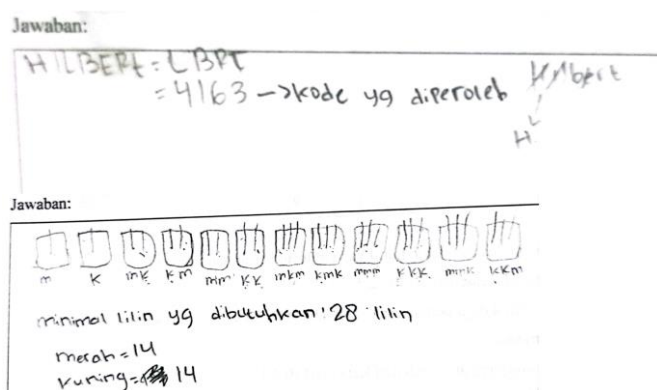 Jawaban:
HILBERT = LBRT
= 4163 -> kode yg diperoleh
Hilbert
H
Jawaban:
m K mK Km mm KK mkm kmk mmm KKK mmk KKm
minimal lilin yg dibutuhkan: 28 lilin
merah = 14
kuning = 14